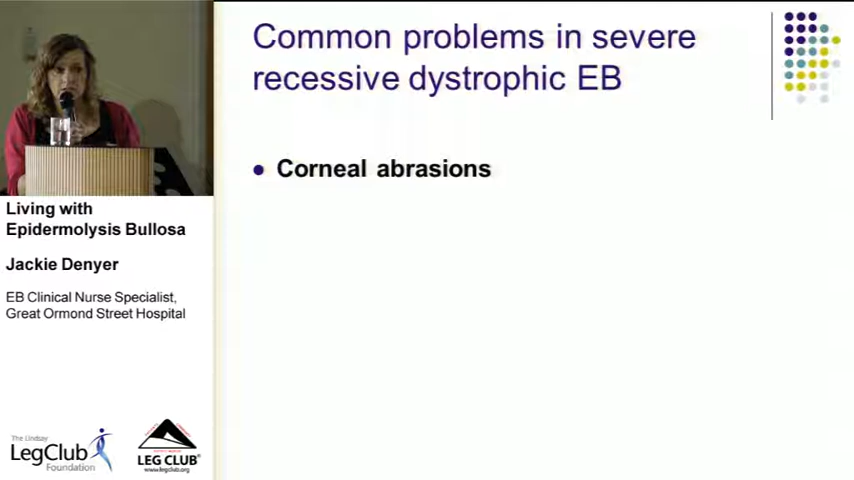 Common problems in severe
recessive dystrophic EB
Corneal abrasions
Living with
Epidermolysis Bullosa
Jackie Denyer
EB Clinical Nurse Specialist,
Great Ormond Street Hospital
The Lindsay
LegClub
Foundation
LEG CLUB®
www.legclub.org